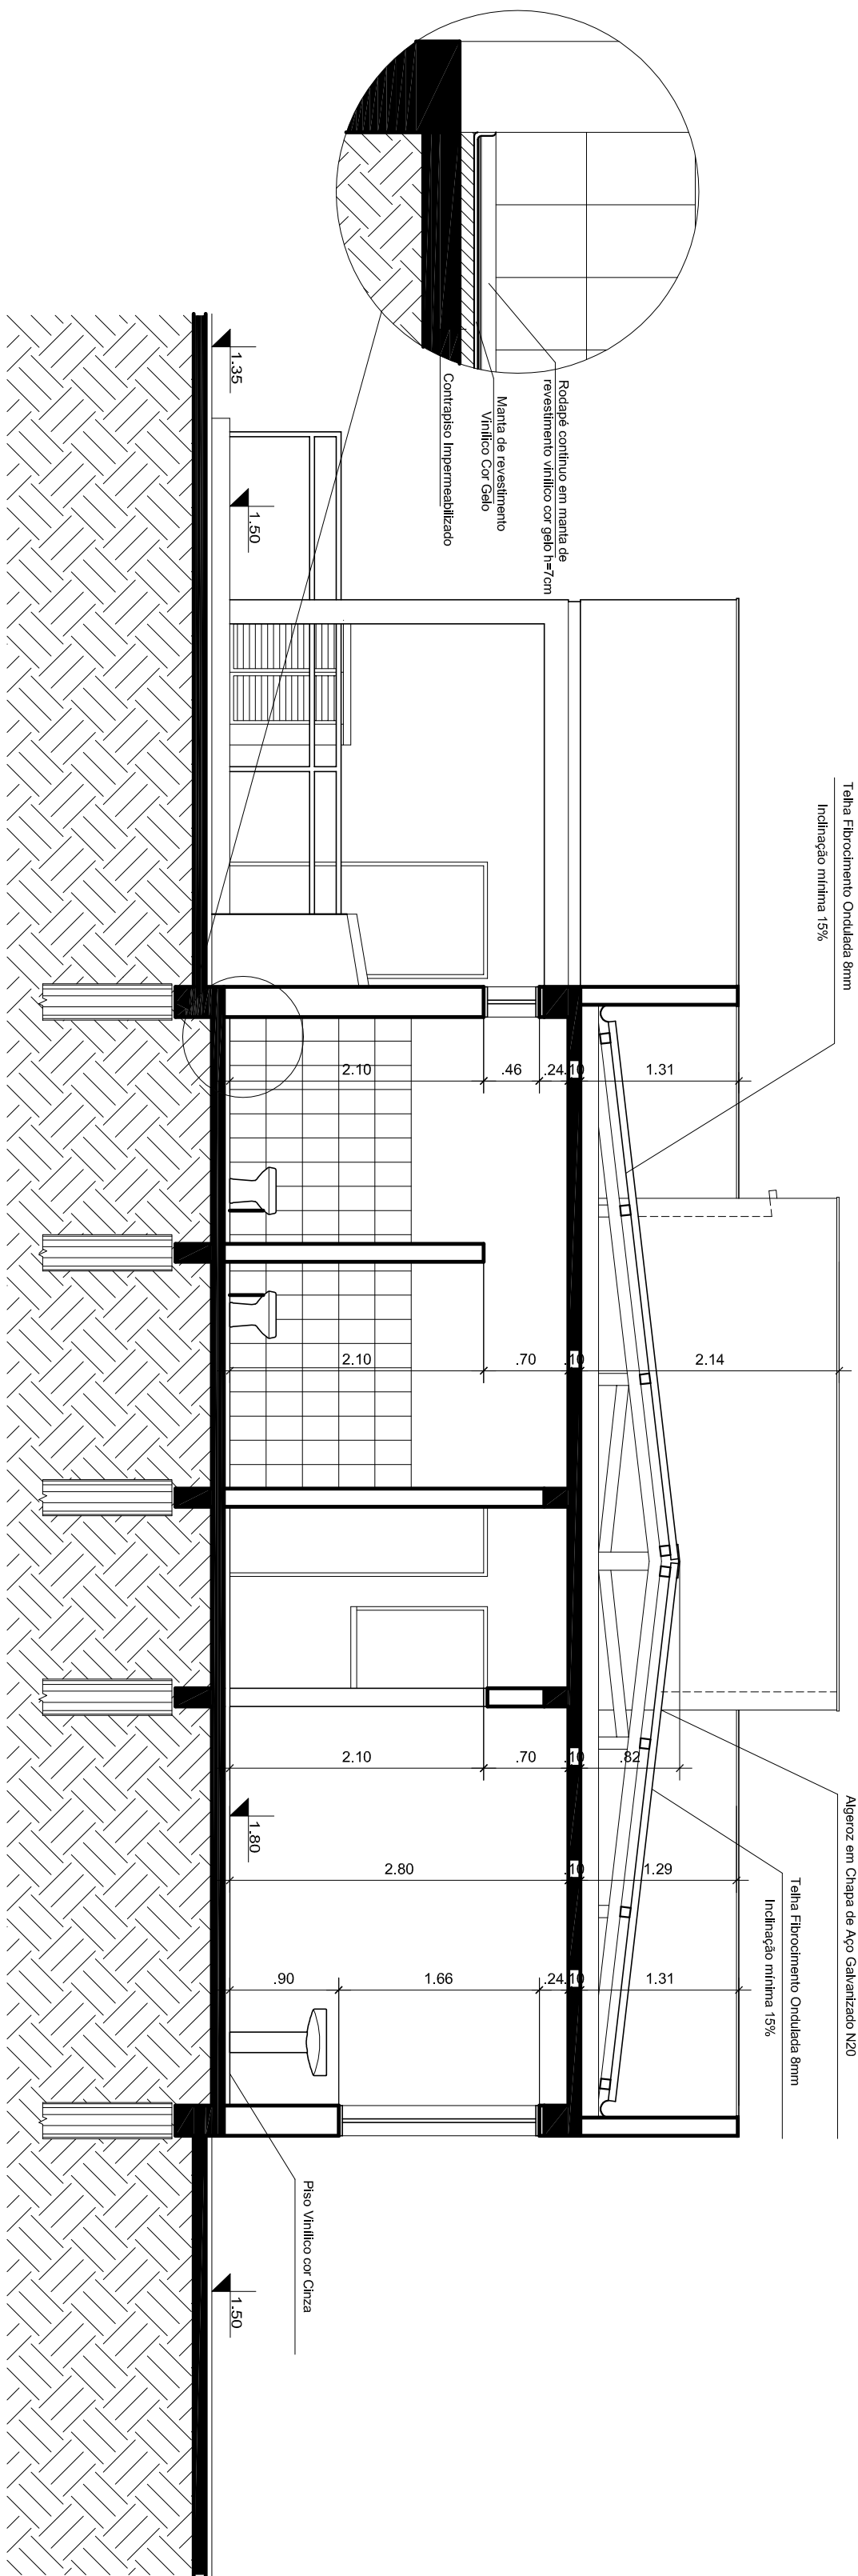 Telha Fibrocimento Ondulada 8mm
Inclinação mínima 15%
Algeroz em Chapa de Aço Galvanizado N20
Telha Fibrocimento Ondulada 8mm
Inclinação mínima 15%
Rodapé continuo em manta de
revestimento vinílico cor gelo h=7cm
Manta de revestimento
Vinílico Cor Gelo
Contrapiso Impermeabilizado
1.35
1.50
2.10
.46
.24
.10
1.31
2.10
.70
.10
2.14
2.10
.70
.10
.82
1.80
2.80
.10
1.29
.90
1.66
.24
.10
1.31
Piso Vinílico cor Cinza
1.50